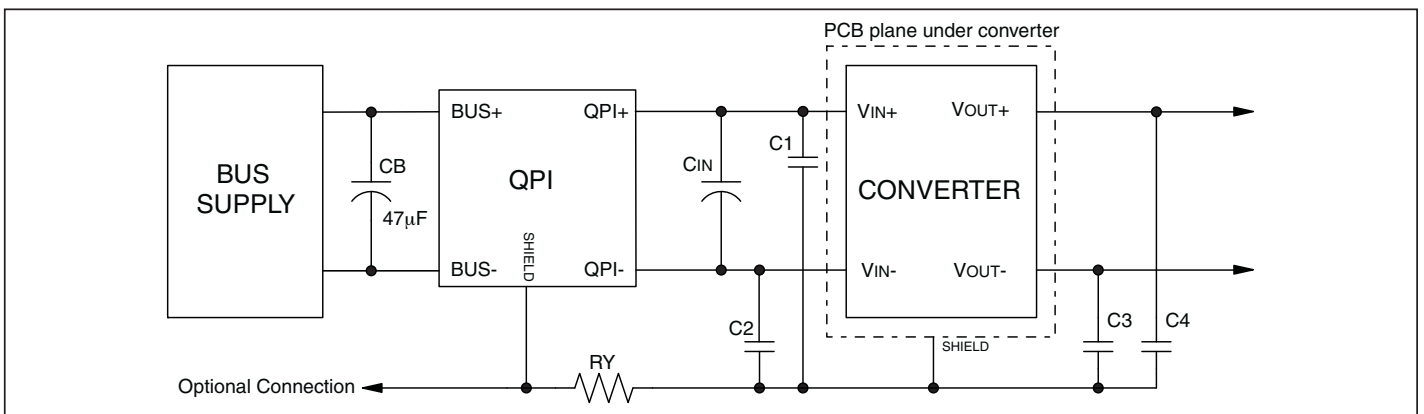 PCB plane under converter
BUS
SUPPLY
CB
47µF
BUS+
BUS-
QPI+
QPI-
QPI
SHIELD
CIN
C1
C2
VIN+
VIN-
VOUT+
VOUT-
CONVERTER
SHIELD
C3
C4
RY
Optional Connection